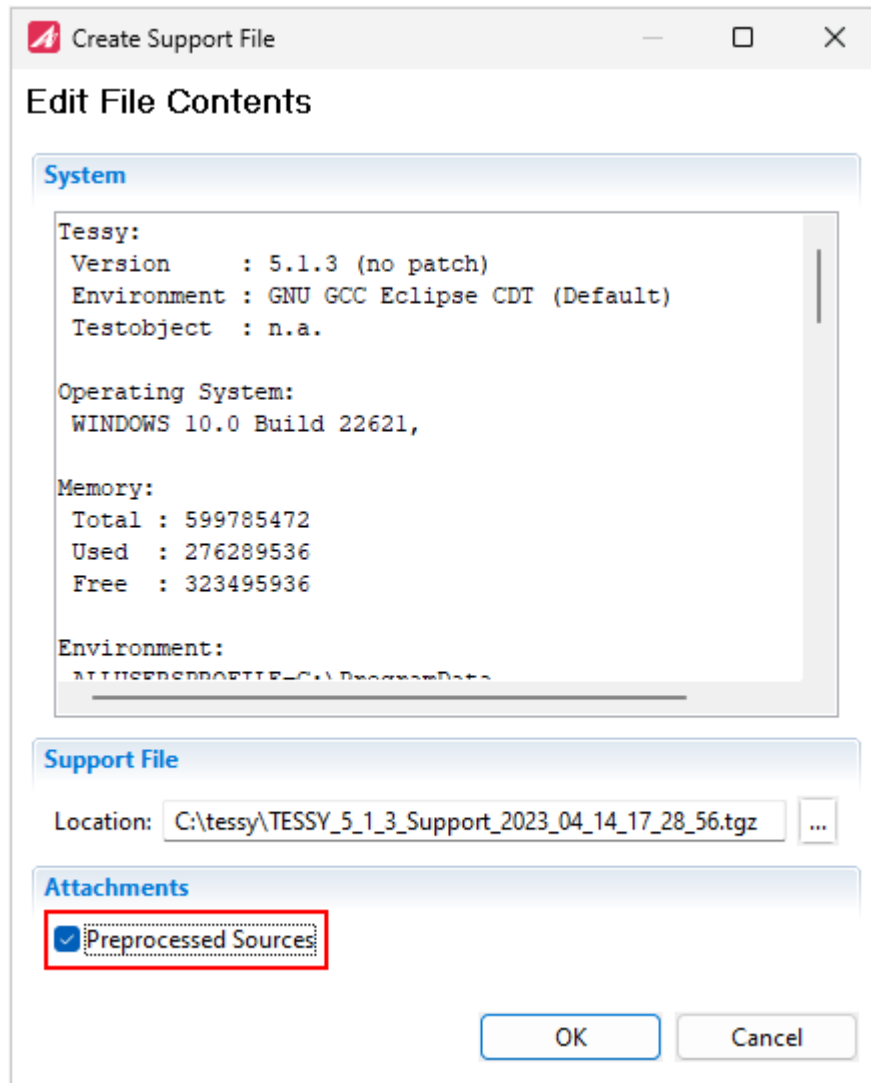 Create Support File
Edit File Contents
System
Tessy:
Version     : 5.1.3 (no patch)
Environment : GNU GCC Eclipse CDT (Default)
Testobject  : n.a.
Operating System:
WINDOWS 10.0 Build 22621,
Memory:
Total : 599785472
Used  : 276289536
Free  : 323495936
Environment:
ALLUSERSPROFILE=C:\ProgramData
Support File
Location: C:\tessy\TESSY_5_1_3_Support_2023_04_14_17_28_56.tgz ...
Attachments
Preprocessed Sources
OK Cancel